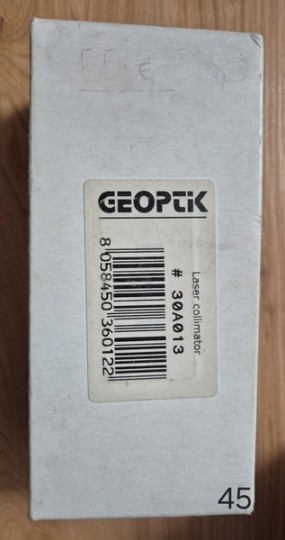 GEOPTIK
Laser collimator
# 30A013
8 058450 360122
45